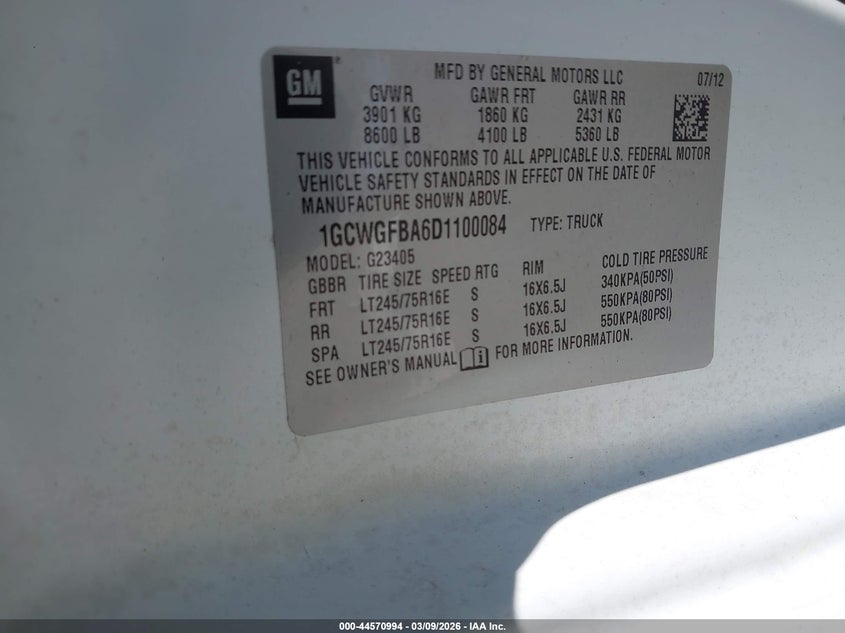 GM
MFD BY GENERAL MOTORS LLC 07/12
GVWR GAWR FRT GAWR RR
3901 KG 1860 KG 2431 KG
8600 LB 4100 LB 5360 LB
THIS VEHICLE CONFORMS TO ALL APPLICABLE U.S. FEDERAL MOTOR
VEHICLE SAFETY STANDARDS IN EFFECT ON THE DATE OF
MANUFACTURE SHOWN ABOVE.
1GCWGFBA6D1100084 TYPE: TRUCK
MODEL: G23405
GBBR TIRE SIZE SPEED RTG RIM COLD TIRE PRESSURE
FRT LT245/75R16E S 16X6.5J 340KPA(50PSI)
RR LT245/75R16E S 16X6.5J 550KPA(80PSI)
SPA LT245/75R16E S 16X6.5J 550KPA(80PSI)
SEE OWNER'S MANUAL FOR MORE INFORMATION.
000-44570994 - 03/09/2026 - IAA Inc.